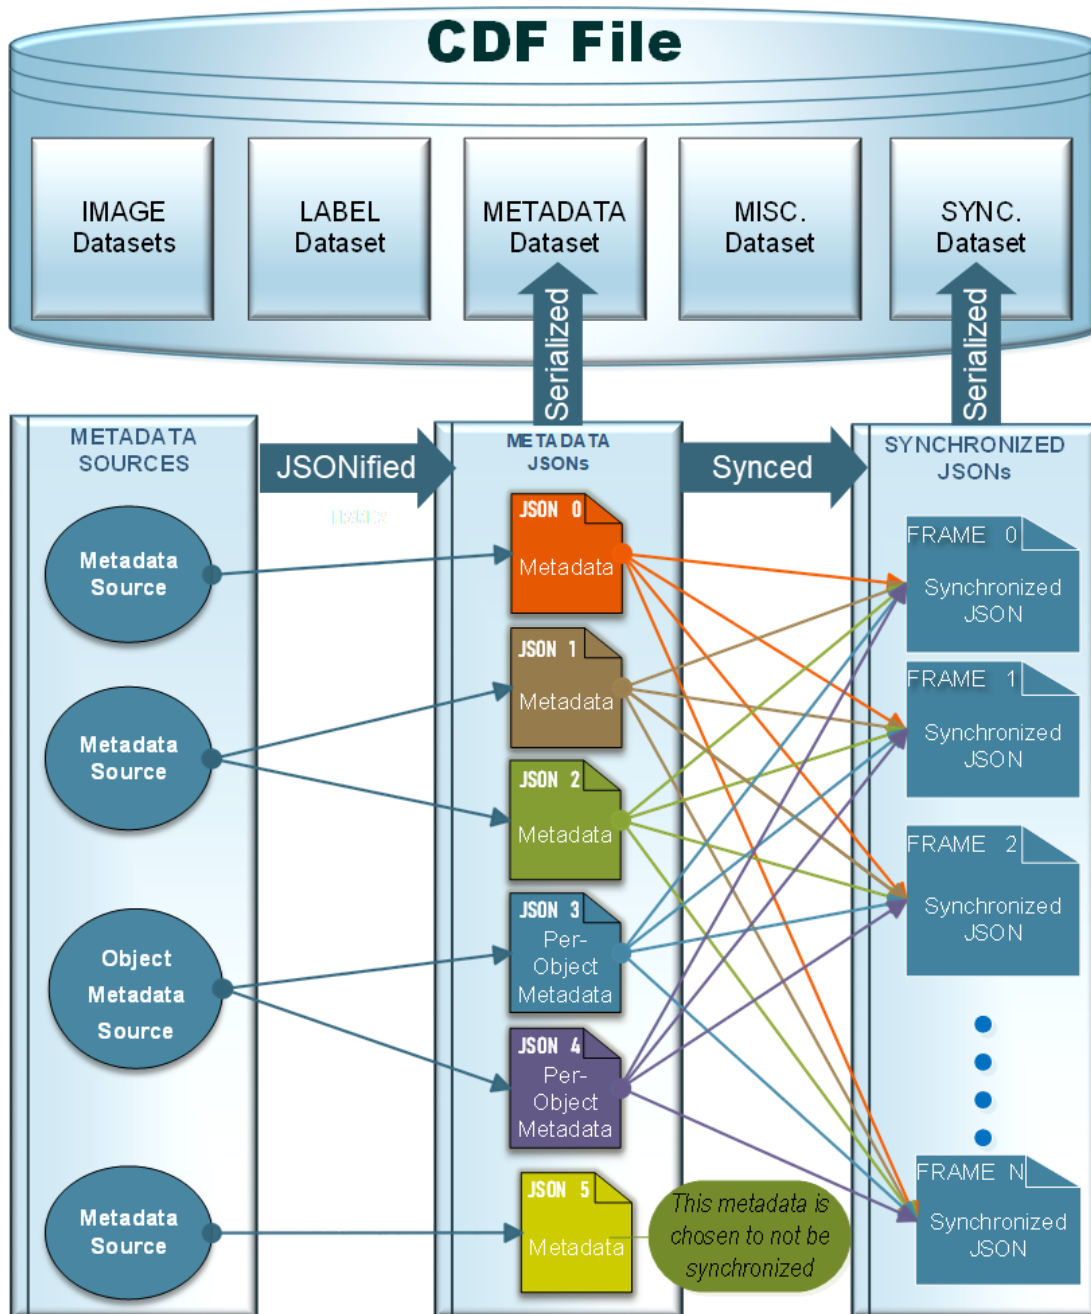 CDF File
IMAGE
Datasets
LABEL
Dataset
METADATA
Dataset
MISC.
Dataset
SYNC.
Dataset
Serialized
Serialized
METADATA
SOURCES
JSONified
METADATA
JSONs
Synced
SYNCHRONIZED
JSONs
Metadata
Source
Metadata
Source
Object
Metadata
Source
Metadata
Source
JSON 0
Metadata
JSON 1
Metadata
JSON 2
Metadata
JSON 3
Per-
Object
Metadata
JSON 4
Per-
Object
Metadata
JSON 5
Metadata
This metadata is
chosen to not be
synchronized
FRAME 0
Synchronized
JSON
FRAME 1
Synchronized
JSON
FRAME 2
Synchronized
JSON
FRAME N
Synchronized
JSON